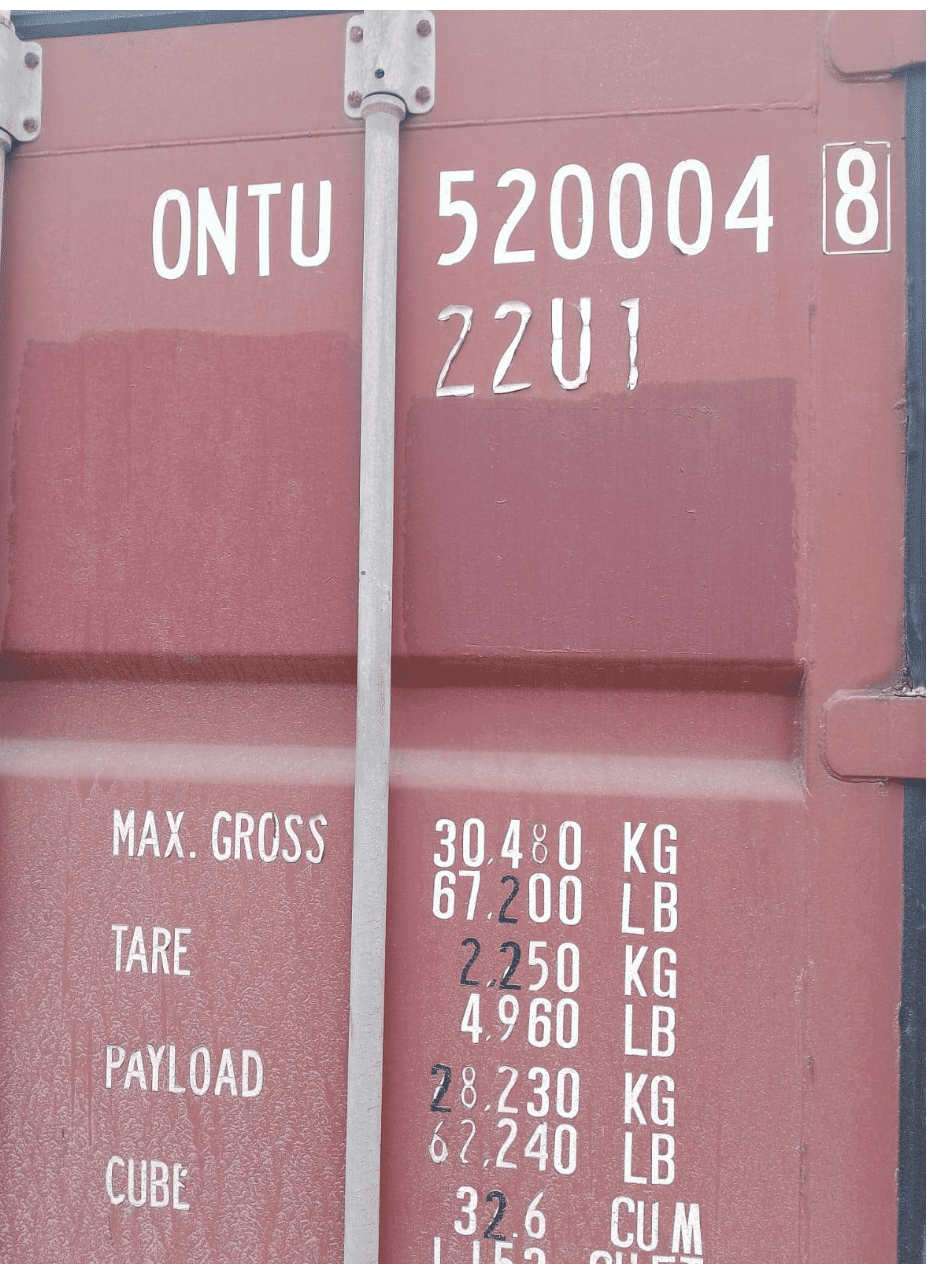 ONTU 520004 8
22U1
MAX. GROSS 30.480 KG
67.200 LB
TARE 2.250 KG
4.960 LB
PAYLOAD 28.230 KG
62.240 LB
CUBE 32.6 CU M